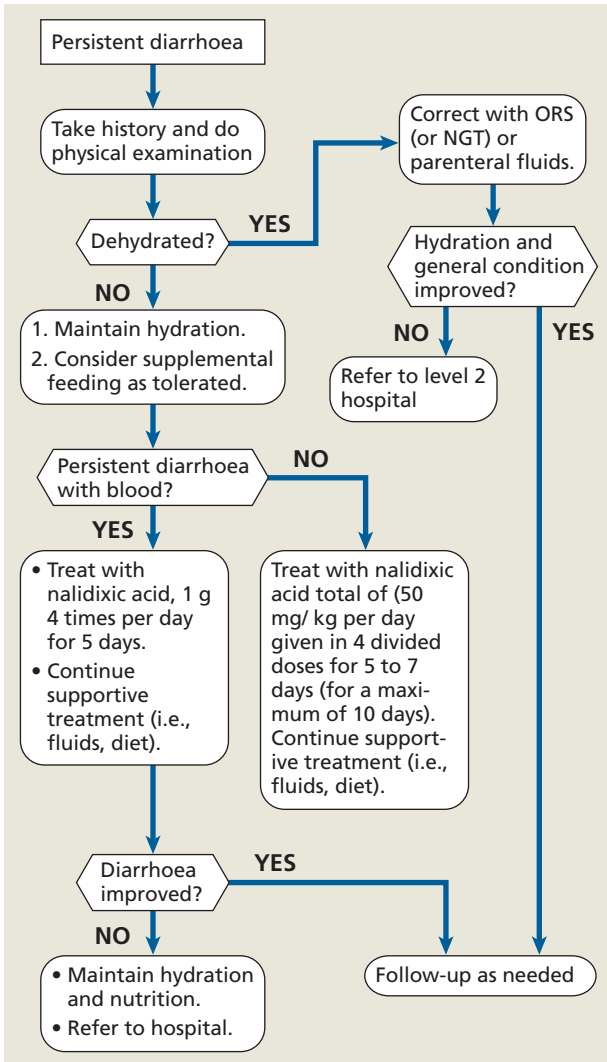 Persistent diarrhoea
Take history and do
physical examination
Dehydrated?
YES
Correct with ORS
(or NGT) or
parenteral fluids.
Hydration and
general condition
improved?
NO
YES
Refer to level 2
hospital
NO
1. Maintain hydration.
2. Consider supplemental
feeding as tolerated.
Persistent diarrhoea
with blood?
NO
YES
• Treat with
nalidixic acid, 1 g
4 times per day
for 5 days.
• Continue
supportive
treatment (i.e.,
fluids, diet).
Treat with nalidixic
acid total of (50
mg/ kg per day
given in 4 divided
doses for 5 to 7
days (for a maxi-
mum of 10 days).
Continue support-
ive treatment (i.e.,
fluids, diet).
Diarrhoea
improved?
YES
NO
• Maintain hydration
and nutrition.
• Refer to hospital.
Follow-up as needed